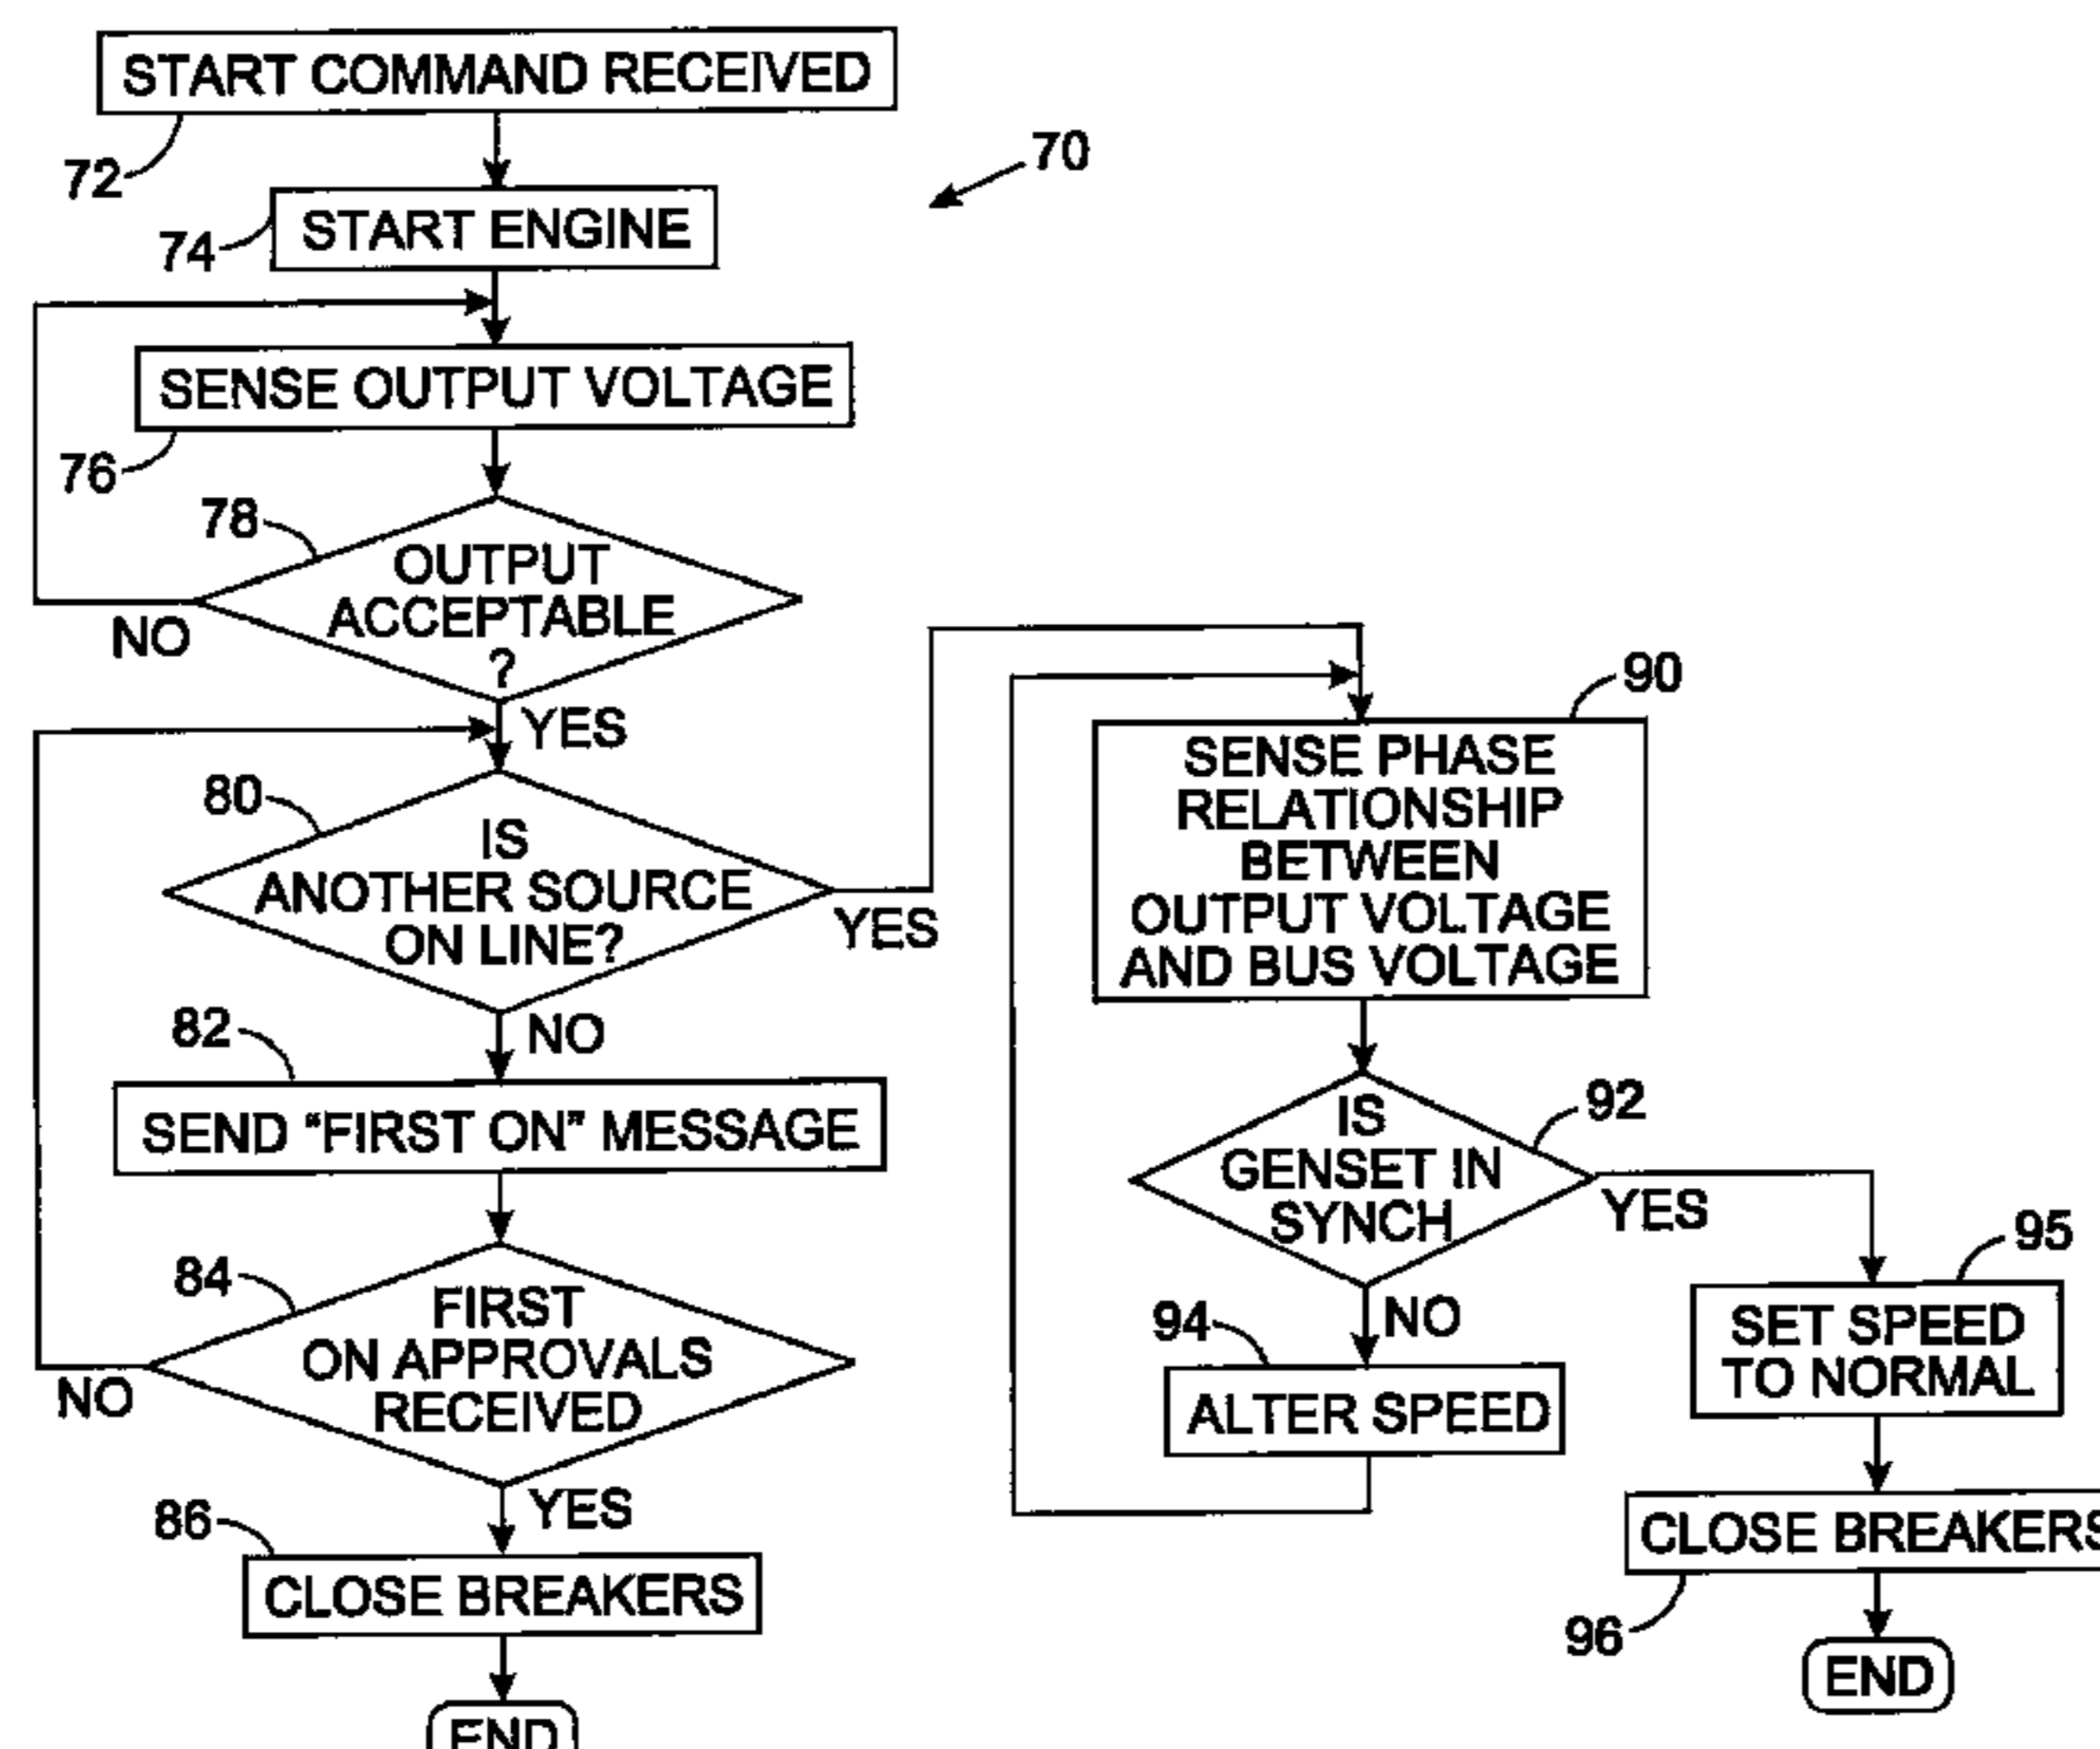 START COMMAND RECEIVED
72
70
START ENGINE
74
SENSE OUTPUT VOLTAGE
76
78
OUTPUT
ACCEPTABLE
?
NO
YES
80
IS
ANOTHER SOURCE
ON LINE?
YES
NO
82
SEND "FIRST ON" MESSAGE
84
FIRST
ON APPROVALS
RECEIVED
NO
YES
86
CLOSE BREAKERS
END
90
SENSE PHASE
RELATIONSHIP
BETWEEN
OUTPUT VOLTAGE
AND BUS VOLTAGE
92
IS
GENSET IN
SYNCH
YES
NO
94
ALTER SPEED
95
SET SPEED
TO NORMAL
CLOSE BREAKERS
96
END